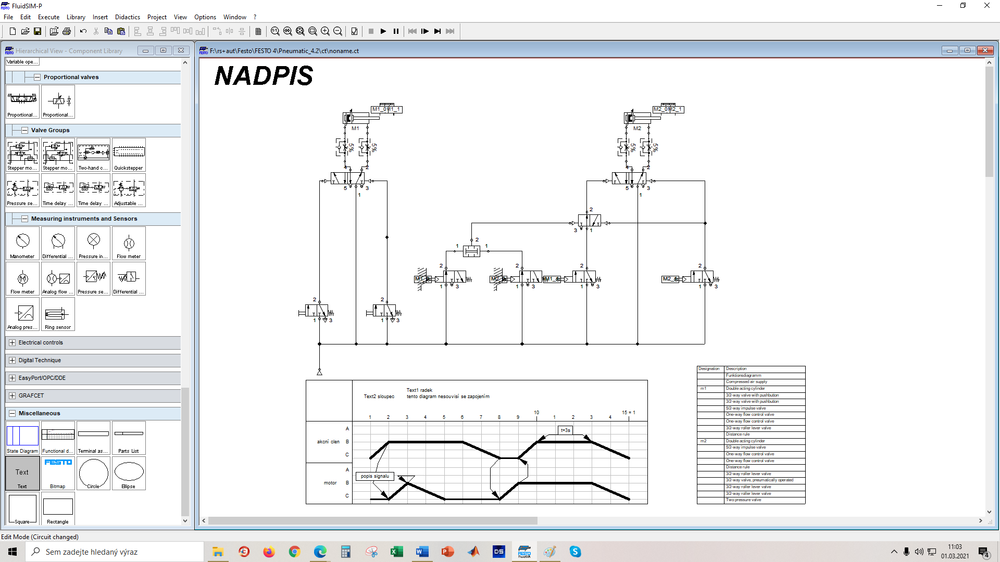 FluidSIM-P
File Edit Execute Library Insert Didactics Project View Options Window ?
Hierarchical View - Component Library
Variable ope...
Proportional valves
Proportional... Proportional...
Valve Groups
Stepper mo... Stepper mo... Two-hand c... Quickstepper
Pressure se... Time delay ... Time delay ... Adjustable ...
Measuring instruments and Sensors
Manometer Differential ... Pressure in... Flow meter
Flow meter Analog flow ... Pressure se... Differential ...
Analog pres... Ring sensor
Electrical controls
Digital Technique
EasyPort/OPC/DDE
GRAFCET
Miscellaneous
State Diagram Functional d... Terminal as... Parts List
Text FESTO
Text Bitmap Circle Ellipse
Square Rectangle
F:\rs+aut\Festo\FESTO 4\Pneumatic_4.2\ct\noname.ct
NADPIS
M1_0 M1_1 M2_0 M2_1
M1 M2
5% 5% 5% 5%
4 2 4 2
5 3 5 3
1 1
2
3 1
2
1 1
2 2 2 2
M1_1 M2_
1 3 1 3 1 3 1 3
2 2
1 3 1 3
Text1 radek
Text2 sloupec tento diagram nesouvisí se zapojením
1 2 3 4 5 6 7 8 9 10 1 2 3 4 15 = 1
A
akcní clen B
C
t=3s
A
popis signalu
motor B
C
Designation Description
Funktionsdiagramm
Compressed air supply
m1 Double acting cylinder
3/2-way valve with pushbutton
3/2-way valve with pushbutton
5/2-way impulse valve
One-way flow control valve
One-way flow control valve
3/2-way roller lever valve
Distance rule
m2 Double acting cylinder
5/2-way impulse valve
One-way flow control valve
One-way flow control valve
Distance rule
3/2-way roller lever valve
3/2-way valve, pneumatically operated
3/2-way roller lever valve
3/2-way roller lever valve
Two pressure valve
Edit Mode (Circuit changed)
Sem zadejte hledaný výraz
11:03
01.03.2021
4